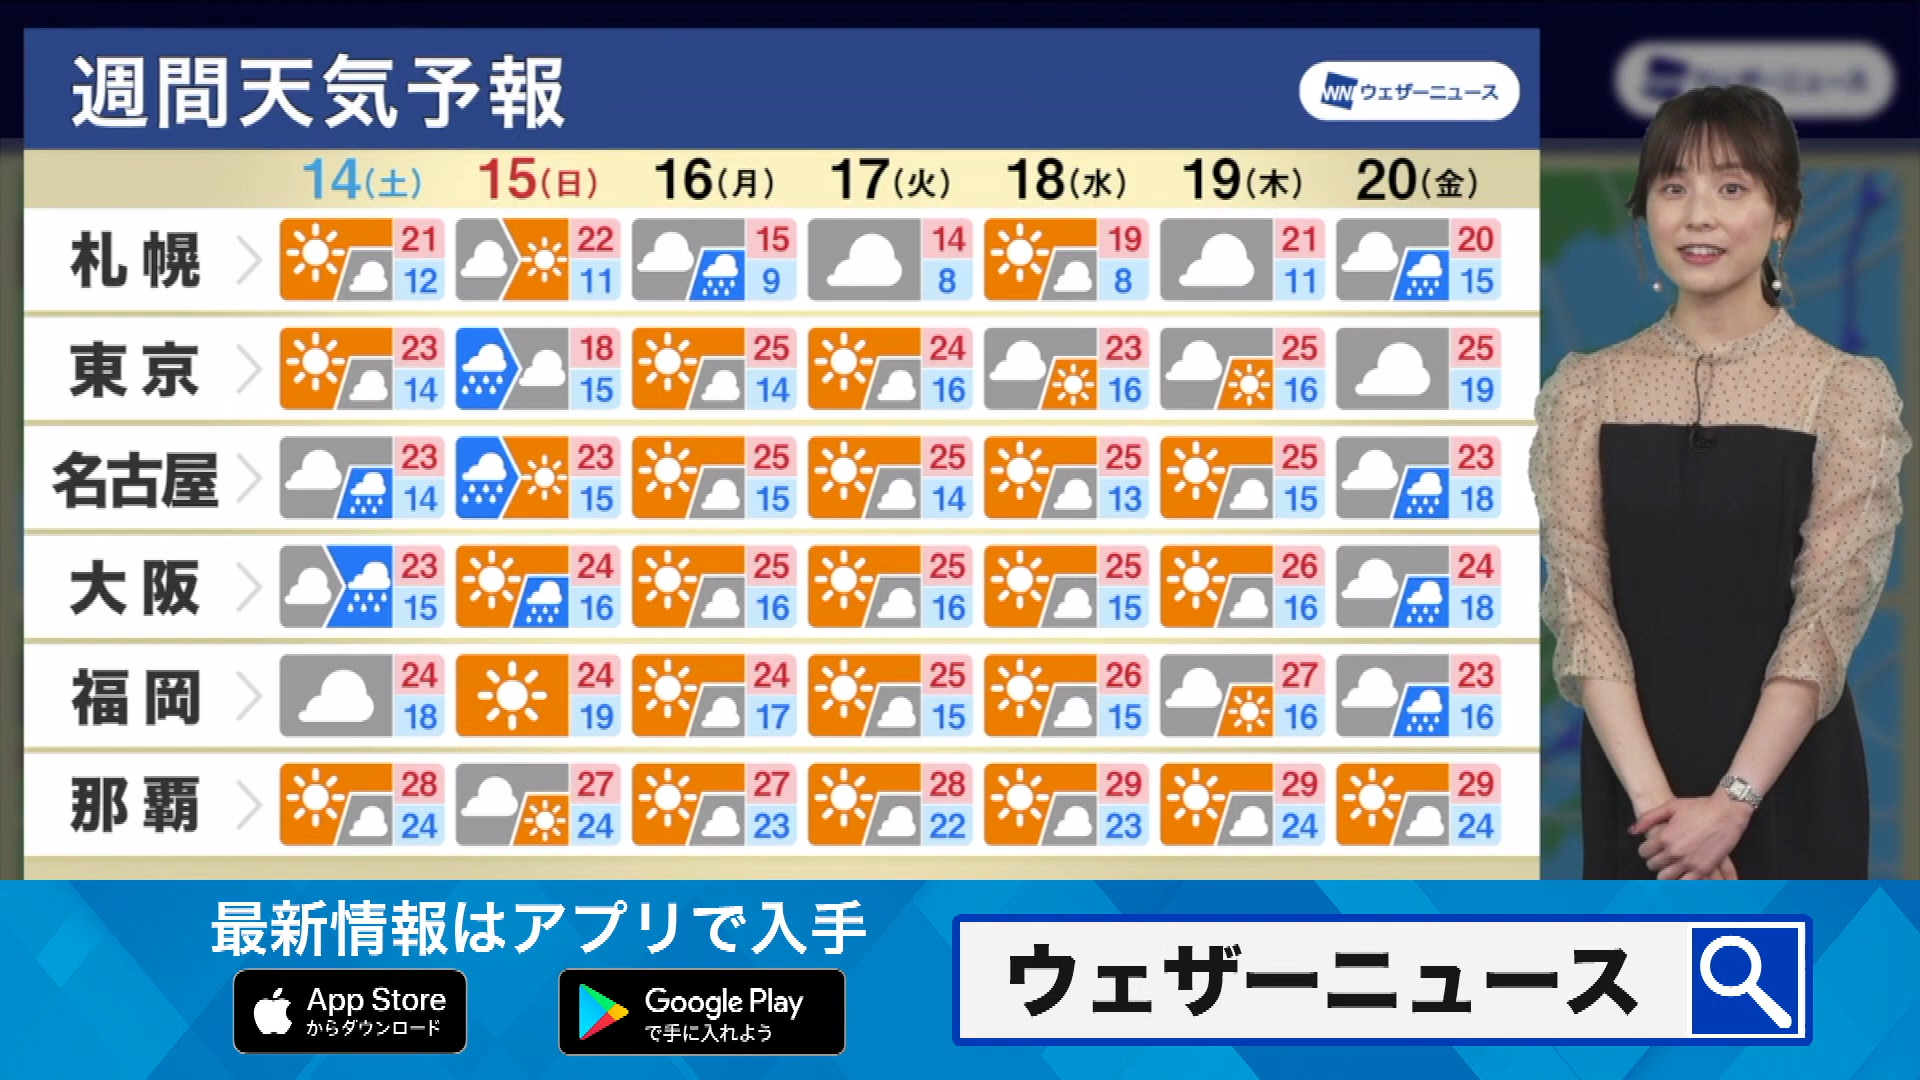 週間天気予報
WN ウェザーニュース
14(土) 15(日) 16(月) 17(火) 18(水) 19(木) 20(金)
札幌 21 12 22 11 15 9 14 8 19 8 21 11 20 15
東京 23 14 18 15 25 14 24 16 23 16 25 16 25 19
名古屋 23 14 23 15 25 15 25 14 25 13 25 15 23 18
大阪 23 15 24 16 25 16 25 16 25 15 26 16 24 18
福岡 24 18 24 19 24 17 25 15 26 15 27 16 23 16
那覇 28 24 27 24 27 23 28 22 29 23 29 24 29 24
最新情報はアプリで入手
App Store
からダウンロード
Google Play
で手に入れよう
ウェザーニュース